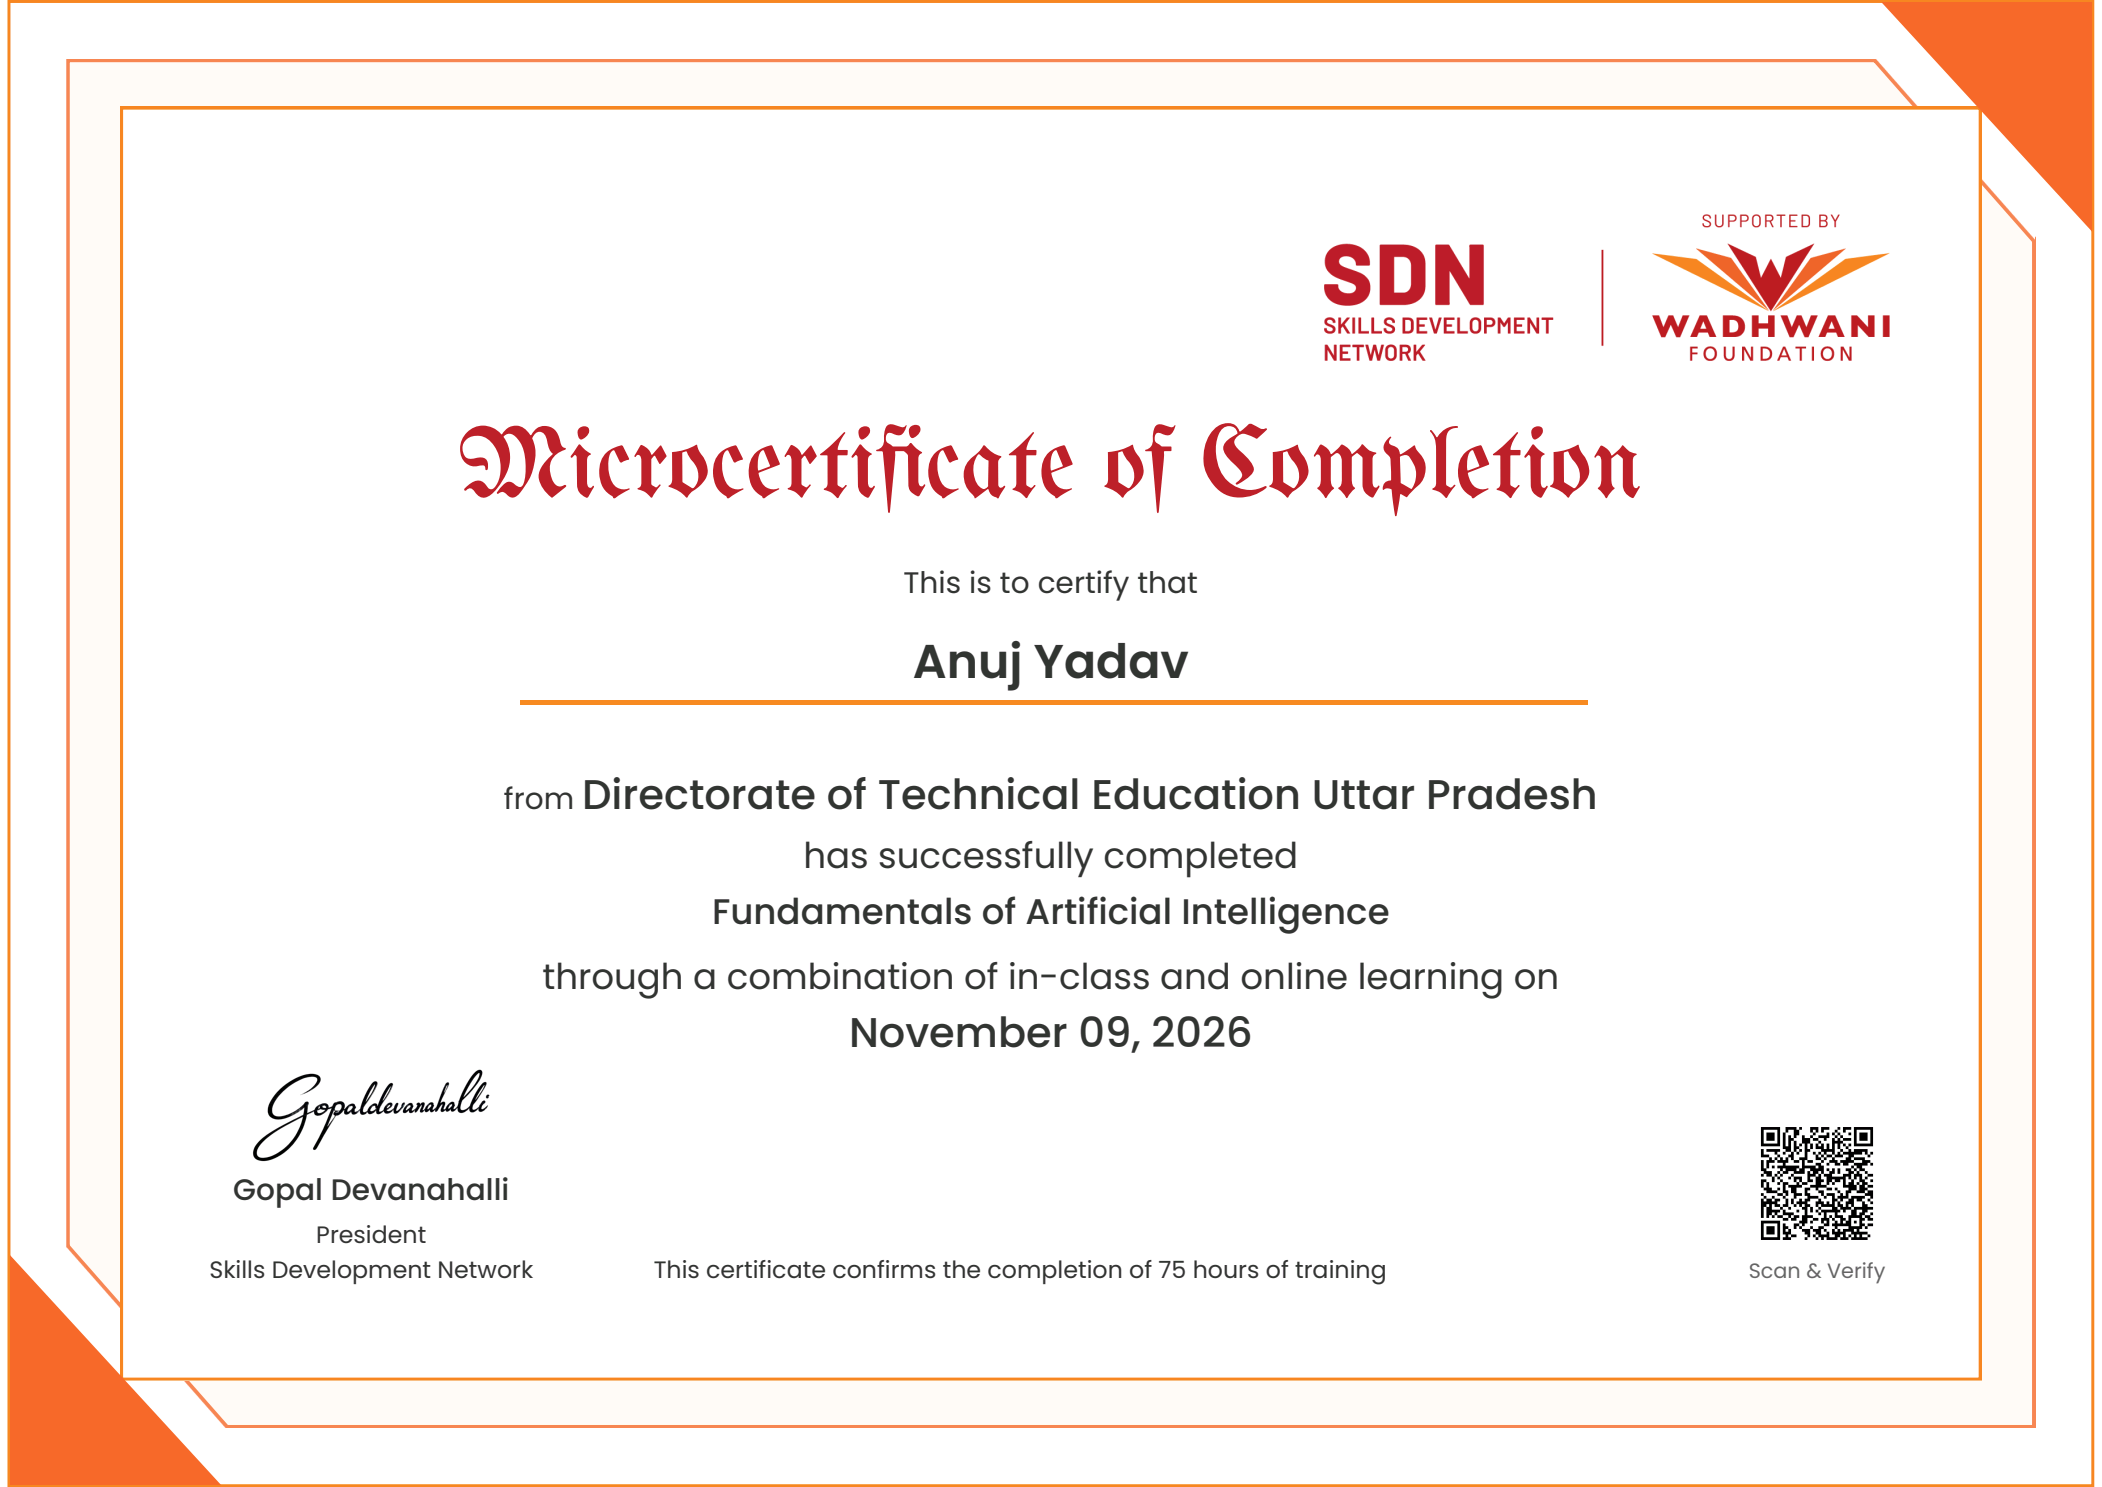 SUPPORTED BY
SDN
SKILLS DEVELOPMENT
NETWORK
WADHWANI
FOUNDATION
Microcertificate of Completion
This is to certify that
Anuj Yadav
from Directorate of Technical Education Uttar Pradesh
has successfully completed
Fundamentals of Artificial Intelligence
through a combination of in-class and online learning on
November 09, 2026
Gopaldevanahalli
Gopal Devanahalli
President
Skills Development Network
This certificate confirms the completion of 75 hours of training
Scan & Verify